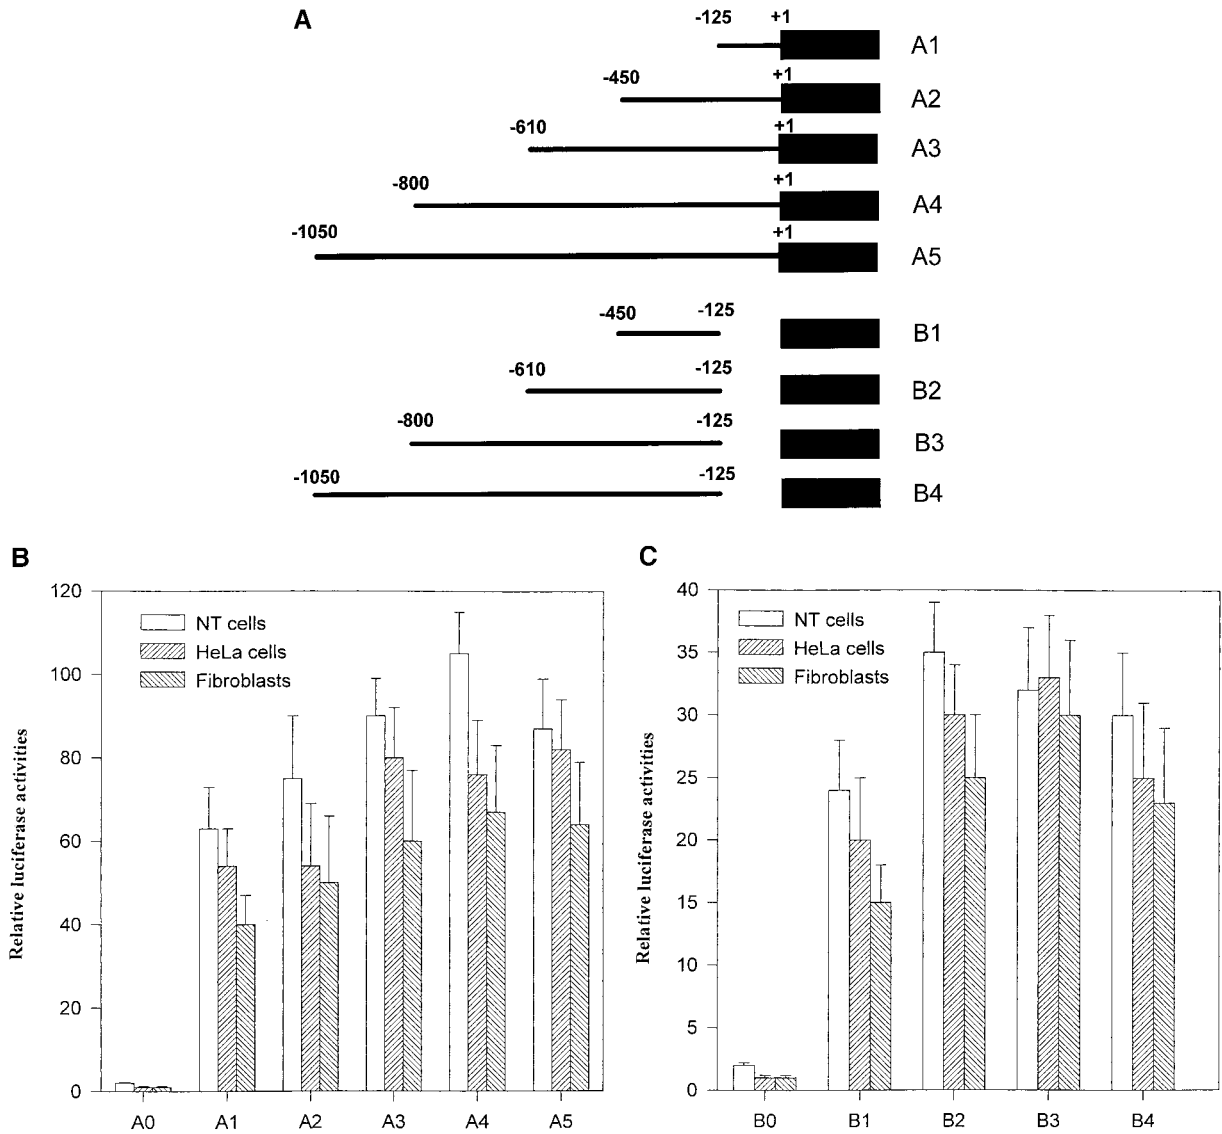 A
-125 +1
A1
-450 +1
A2
-610 +1
A3
-800 +1
A4
-1050 +1
A5
-450 -125
B1
-610 -125
B2
-800 -125
B3
-1050 -125
B4
B
Relative luciferase activities
120
100
80
60
40
20
0
NT cells
HeLa cells
Fibroblasts
A0 A1 A2 A3 A4 A5
C
Relative luciferase activities
40
35
30
25
20
15
10
5
0
NT cells
HeLa cells
Fibroblasts
B0 B1 B2 B3 B4